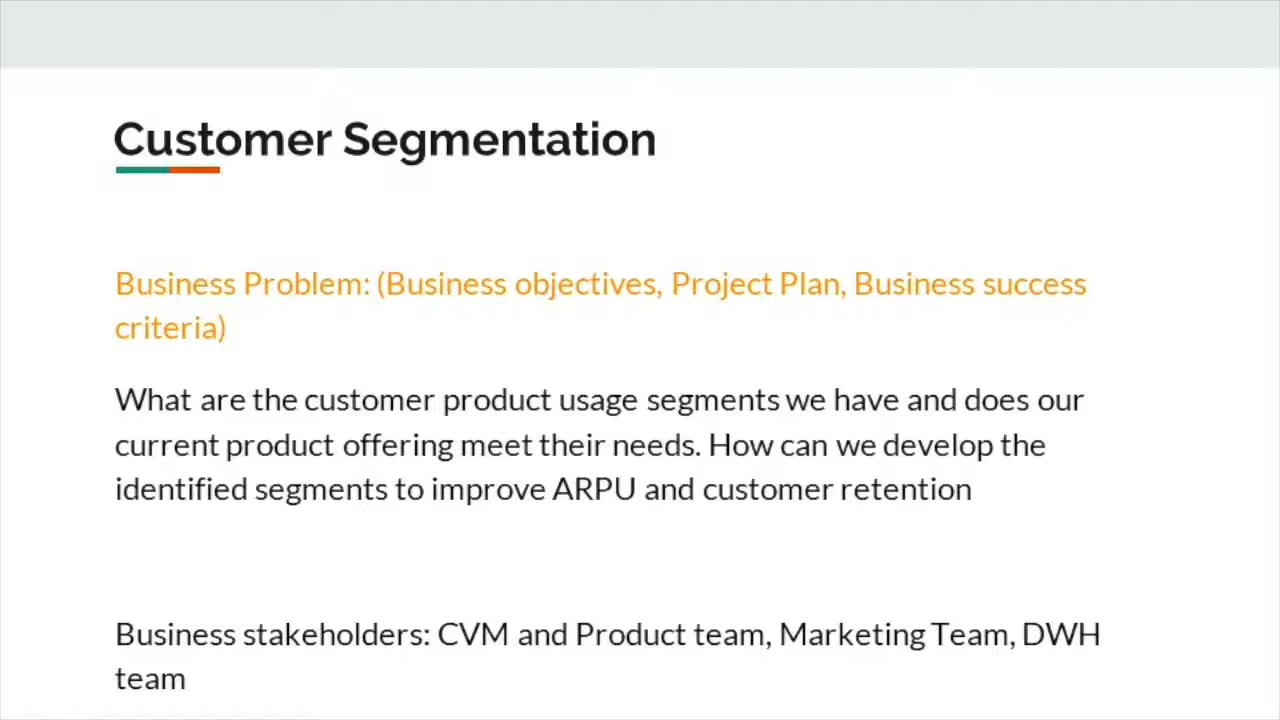 Customer Segmentation
Business Problem: (Business objectives, Project Plan, Business success
criteria)
What are the customer product usage segments we have and does our
current product offering meet their needs. How can we develop the
identified segments to improve ARPU and customer retention
Business stakeholders: CVM and Product team, Marketing Team, DWH
team